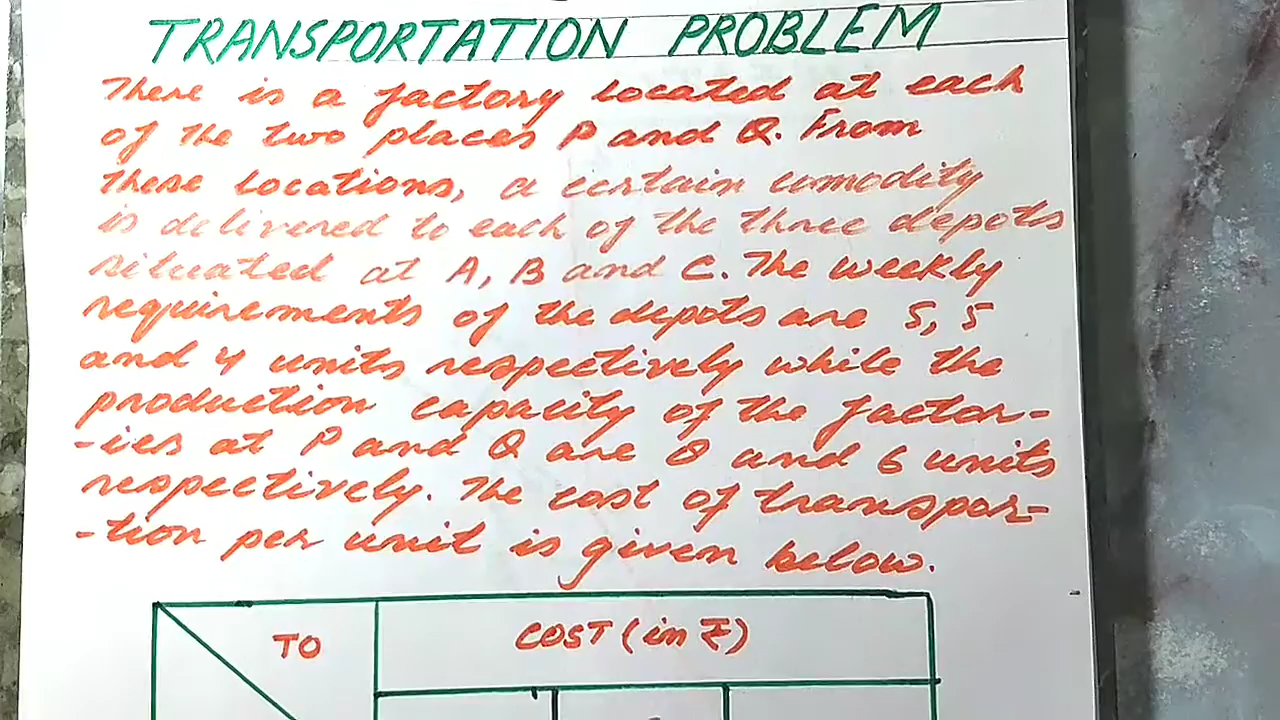 TRANSPORTATION PROBLEM
There is a factory located at each
of the two places P and Q. From
these locations, a certain comodity
is delivered to each of the three depots
situated at A, B and C. The weekly
requirements of the depots are 5, 5
and 4 units respectively while the
production capacity of the factor-
-ies at P and Q are 8 and 6 units
respectively. The cost of transpor-
-tion per unit is given below.
TO COST (in ₹)